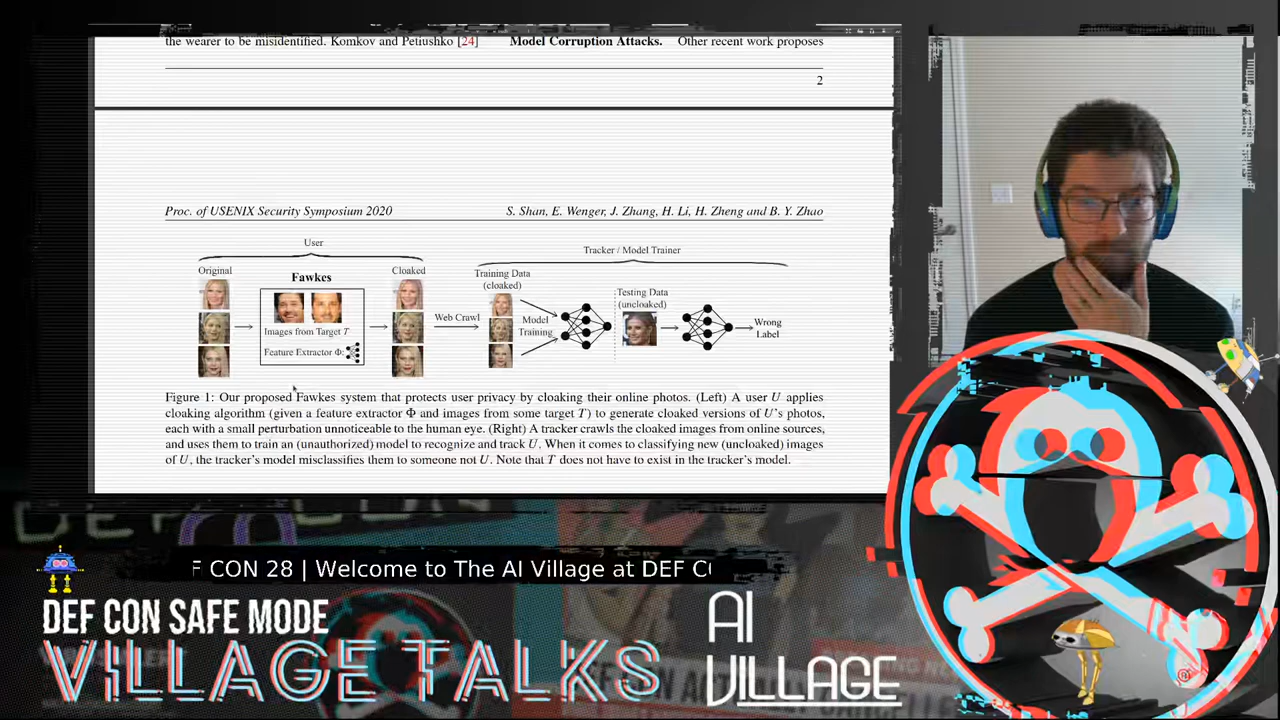 the wearer to be misidentified. Komkov and Petiushko [24]
Model Corruption Attacks. Other recent work proposes
2
Proc. of USENIX Security Symposium 2020
S. Shan, E. Wenger, J. Zhang, H. Li, H. Zheng and B. Y. Zhao
User
Tracker / Model Trainer
Original
Fawkes
Cloaked
Training Data
(cloaked)
Testing Data
(uncloaked)
Images from Target T
Feature Extractor Φ:
Web Crawl
Model
Training
Wrong
Label
Figure 1: Our proposed Fawkes system that protects user privacy by cloaking their online photos. (Left) A user U applies
cloaking algorithm (given a feature extractor Φ and images from some target T) to generate cloaked versions of U's photos,
each with a small perturbation unnoticeable to the human eye. (Right) A tracker crawls the cloaked images from online sources,
and uses them to train an (unauthorized) model to recognize and track U. When it comes to classifying new (uncloaked) images
of U, the tracker's model misclassifies them to someone not U. Note that T does not have to exist in the tracker's model.
DEF CON
F CON 28 | Welcome to The AI Village at DEF C
DEF CON SAFE MODE
VILLAGE TALKS
AI
VILLAGE